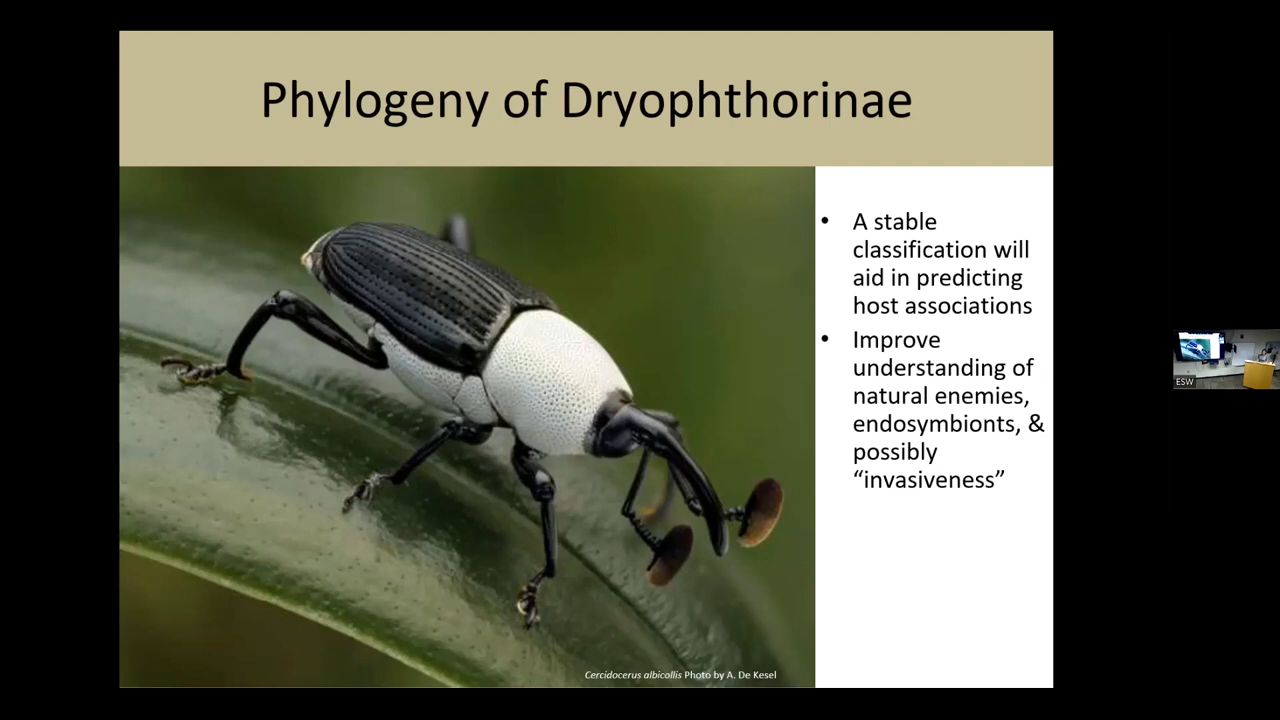 Phylogeny of Dryophthorinae
• A stable
classification will
aid in predicting
host associations
• Improve
understanding of
natural enemies,
endosymbionts, &
possibly
“invasiveness”
Cercidocerus albicollis Photo by A. De Kesel
ESW